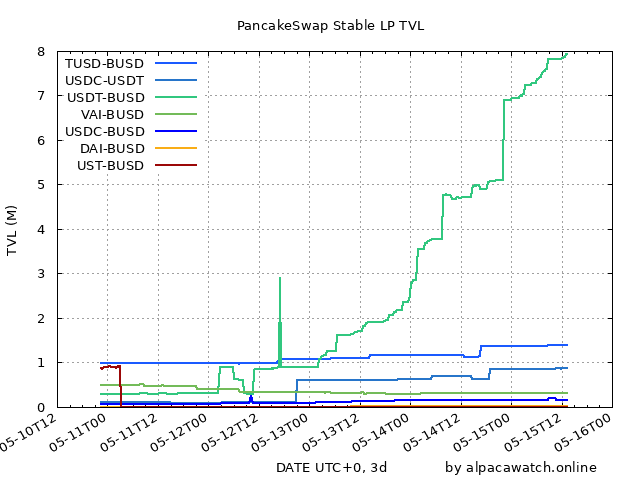 PancakeSwap Stable LP TVL
TUSD-BUSD
USDC-USDT
USDT-BUSD
VAI-BUSD
USDC-BUSD
DAI-BUSD
UST-BUSD
TVL (M)
8
7
6
5
4
3
2
1
0
05-10T12
05-11T00
05-11T12
05-12T00
05-12T12
05-13T00
05-13T12
05-14T00
05-14T12
05-15T00
05-15T12
05-16T00
DATE UTC+0, 3d
by alpacawatch.online